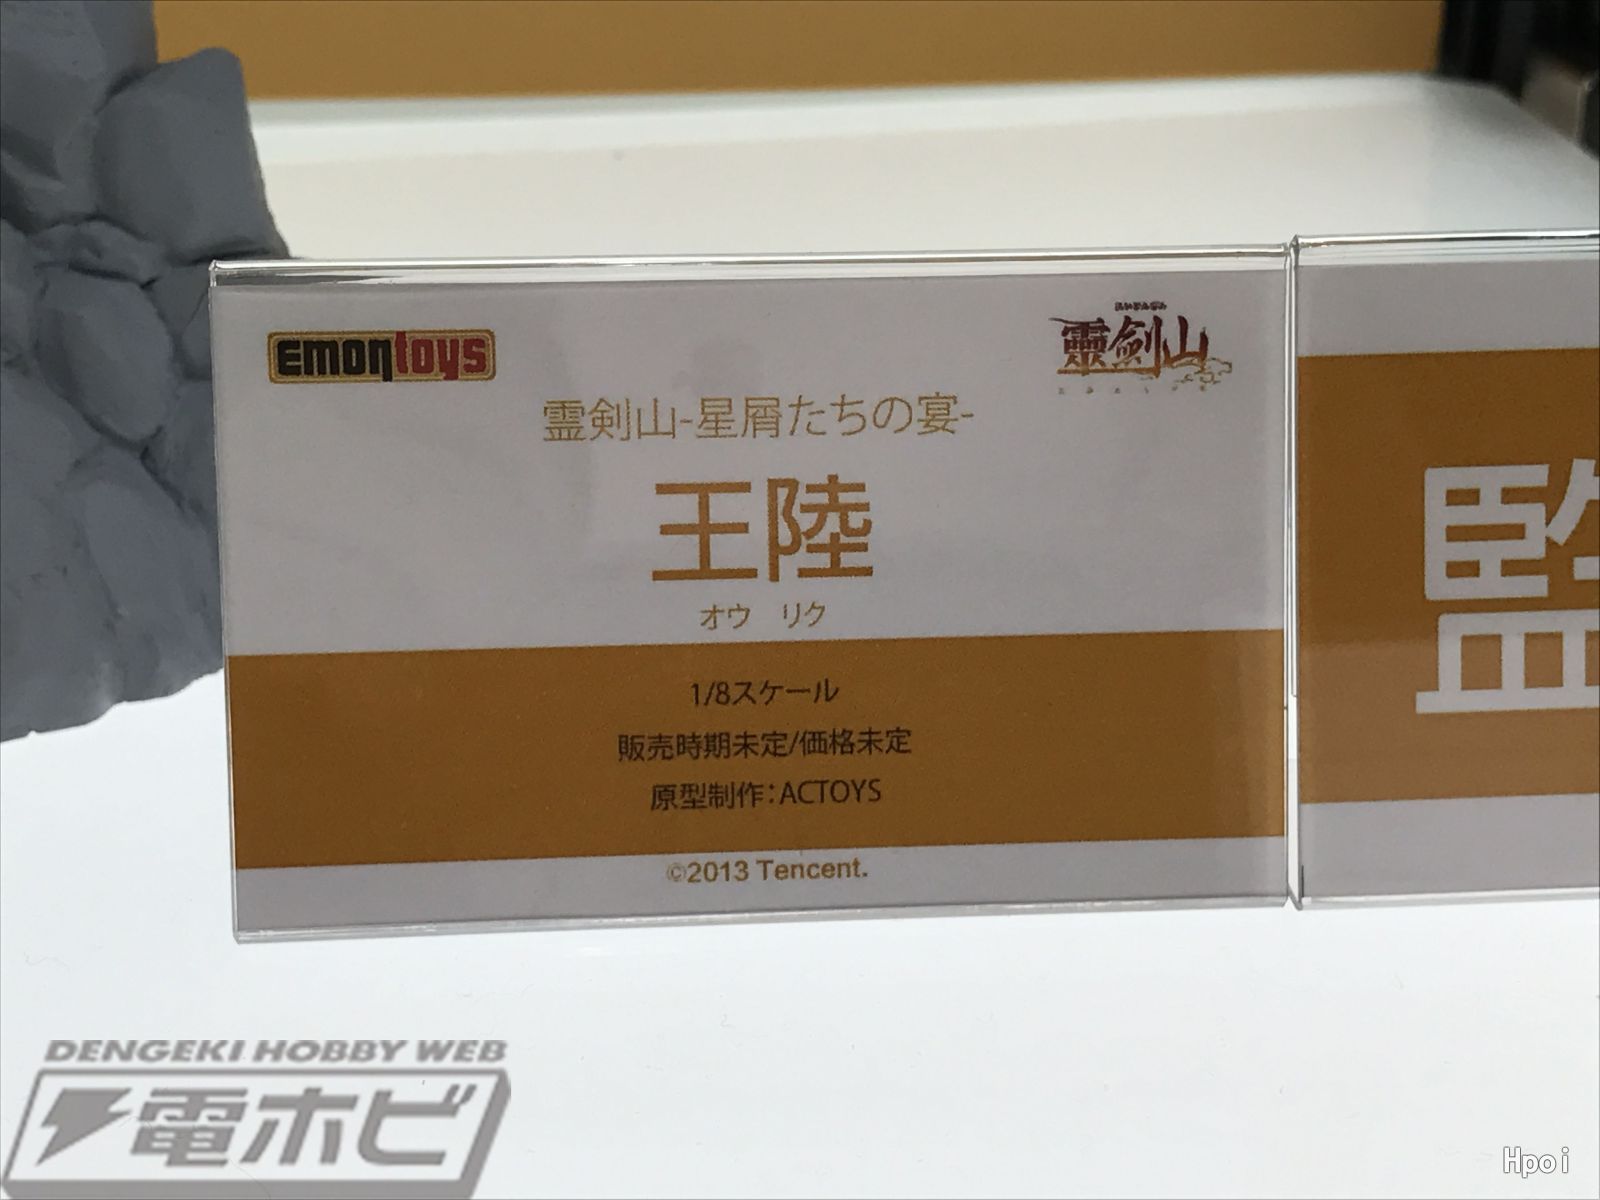 emontoys
靈劍山
霊剣山-星屑たちの宴-
王陸
オウ リク
1/8スケール
販売時期未定/価格未定
原型制作:ACTOYS
©2013 Tencent.
監
DENGEKI HOBBY WEB
電ホビ
Hpoi